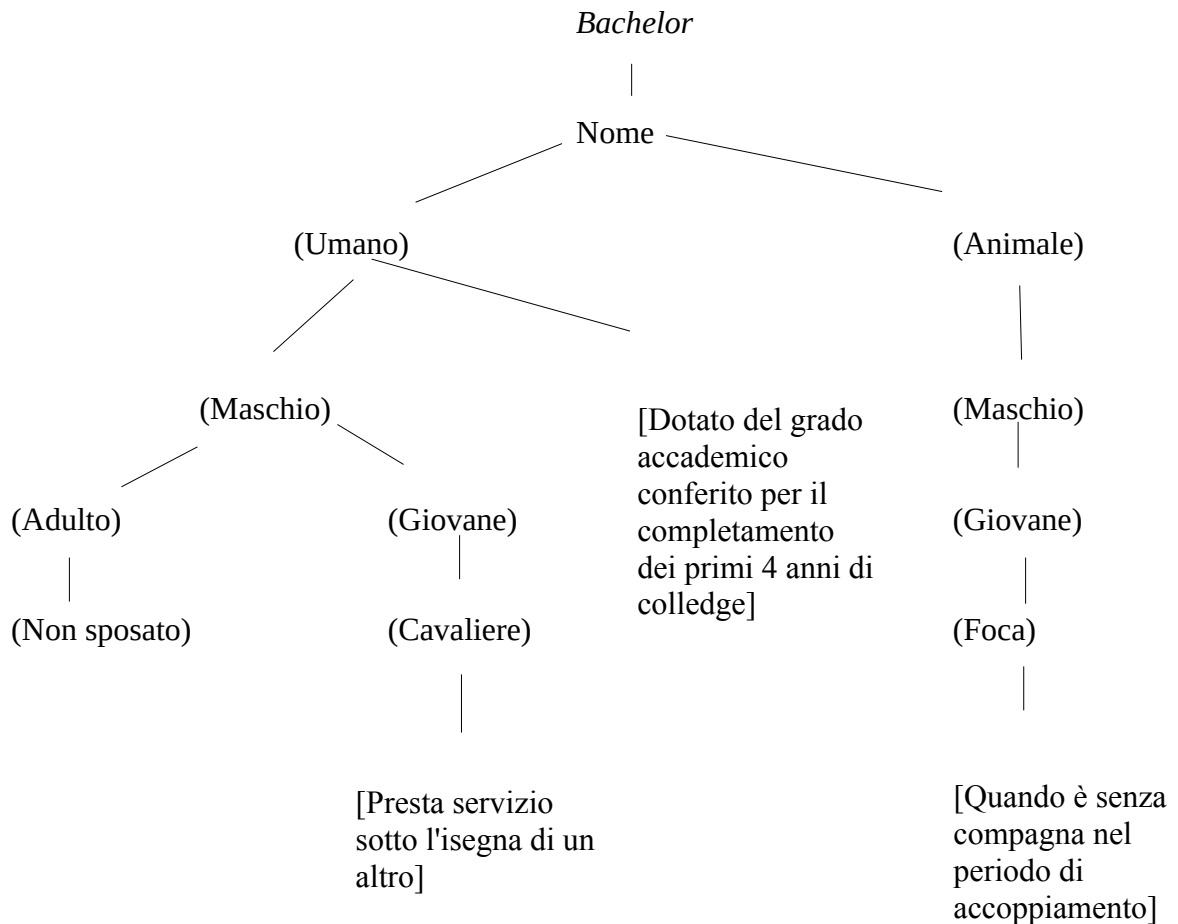 Bachelor
Nome
(Umano)
(Animale)
(Maschio)
[Dotato del grado
accademico
conferito per il
completamento
dei primi 4 anni di
colledge]
(Maschio)
(Adulto)
(Giovane)
(Giovane)
(Non sposato)
(Cavaliere)
(Foca)
[Presta servizio
sotto l'isegna di un
altro]
[Quando è senza
compagna nel
periodo di
accoppiamento]